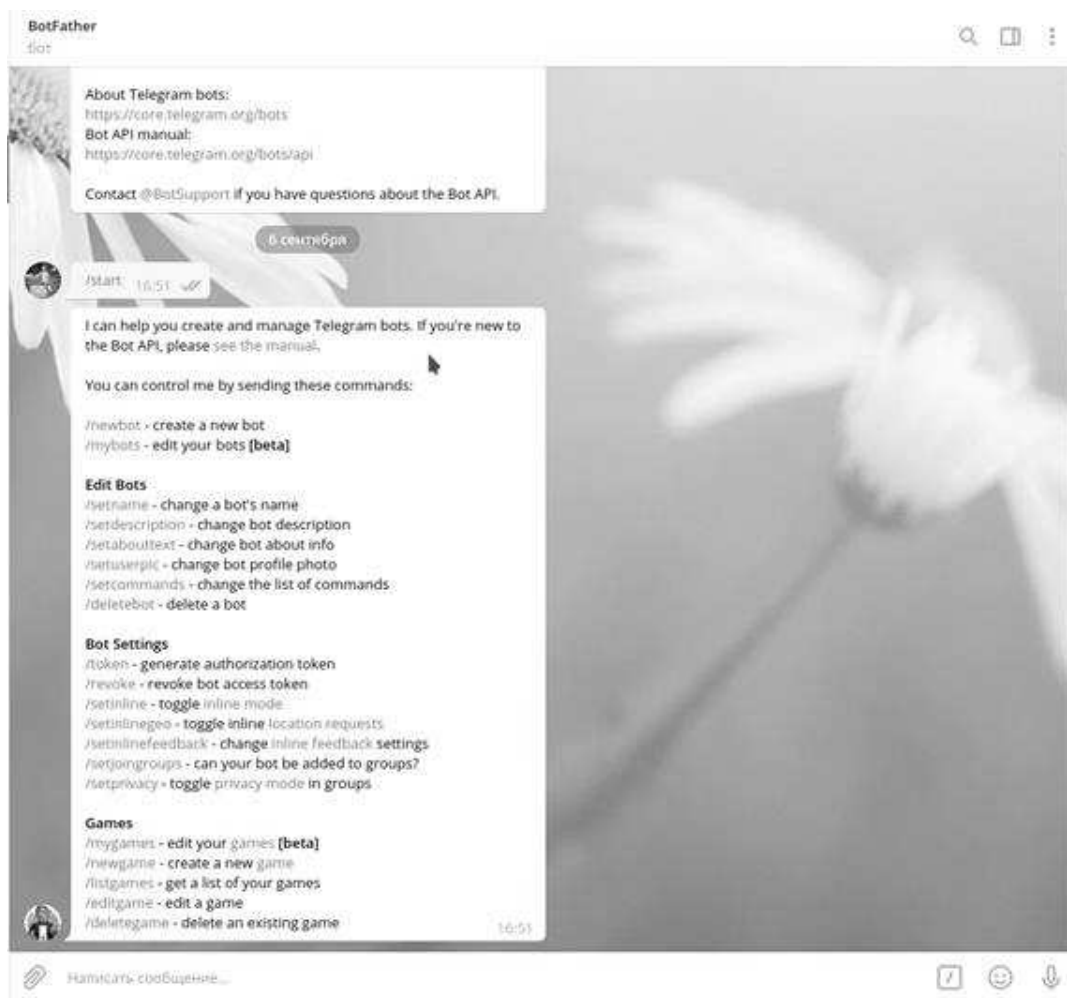 BotFather
бот
About Telegram bots:
https://core.telegram.org/bots
Bot API manual:
https://core.telegram.org/bots/api
Contact @BotSupport if you have questions about the Bot API.
6 сентября
/start 16:51
I can help you create and manage Telegram bots. If you're new to
the Bot API, please see the manual.
You can control me by sending these commands:
/newbot - create a new bot
/mybots - edit your bots [beta]
Edit Bots
/setname - change a bot's name
/setdescription - change bot description
/setabouttext - change bot about info
/setuserpic - change bot profile photo
/setcommands - change the list of commands
/deletebot - delete a bot
Bot Settings
/token - generate authorization token
/revoke - revoke bot access token
/setinline - toggle inline mode
/setinlinegeo - toggle inline location requests
/setinlinefeedback - change inline feedback settings
/setjoingroups - can your bot be added to groups?
/setprivacy - toggle privacy mode in groups
Games
/mygames - edit your games [beta]
/newgame - create a new game
/listgames - get a list of your games
/editgame - edit a game
/deletegame - delete an existing game
16:51
Написать сообщение...